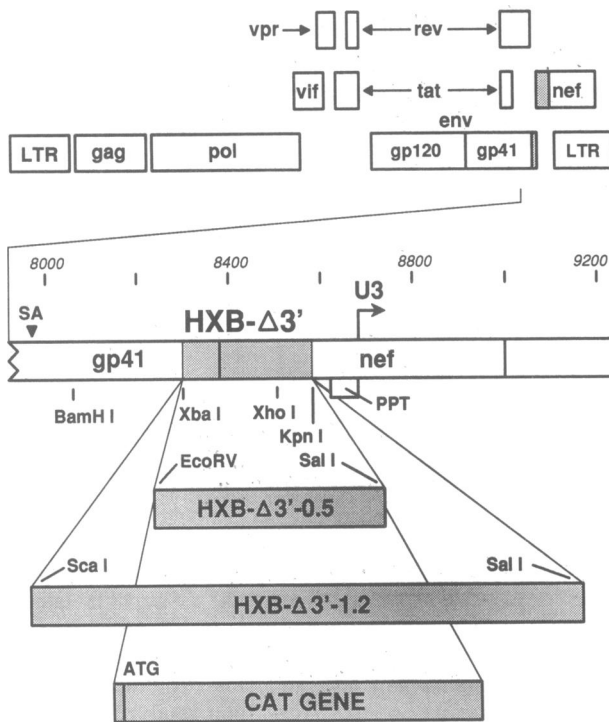 vpr rev
vif tat nef
env
LTR gag pol gp120 gp41 LTR
8000 8400 8800 9200
U3
SA HXB-Δ3'
gp41 nef
BamH I Xba I Xho I PPT
Kpn I
EcoRV Sal I
HXB-Δ3'-0.5
Sca I Sal I
HXB-Δ3'-1.2
ATG
CAT GENE